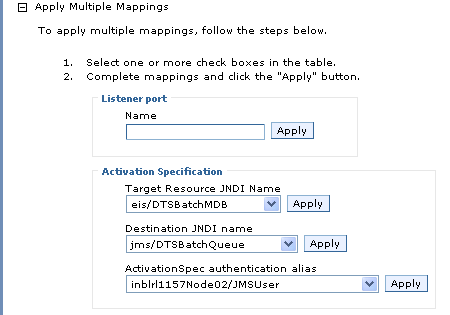 Apply Multiple Mappings
To apply multiple mappings, follow the steps below.
1. Select one or more check boxes in the table.
2. Complete mappings and click the "Apply" button.
Listener port
Name
Apply
Activation Specification
Target Resource JNDI Name
eis/DTSBatchMDB Apply
Destination JNDI name
jms/DTSBatchQueue Apply
ActivationSpec authentication alias
inblrl1157Node02/JMSUser Apply